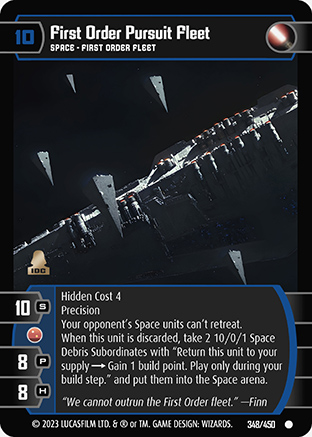 10
First Order Pursuit Fleet
SPACE - FIRST ORDER FLEET
IDC
10 S
8 P
8 H
Hidden Cost 4
Precision
Your opponent's Space units can't retreat.
When this unit is discarded, take 2 10/0/1 Space
Debris Subordinates with "Return this unit to your
supply → Gain 1 build point. Play only during your
build step." and put them into the Space arena.
"We cannot outrun the First Order fleet." —Finn
© 2023 LUCASFILM LTD. & ® or TM. GAME DESIGN: WIZARDS. 348/450